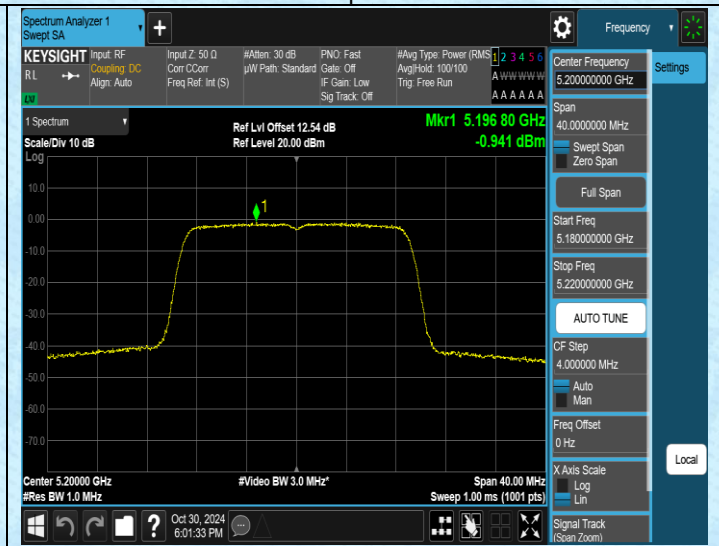 Spectrum Analyzer 1
Swept SA
Frequency
KEYSIGHT
R L
Input: RF
Coupling: DC
Align: Auto
Input Z: 50 Ω
Corr CCorr
Freq Ref: Int (S)
#Atten: 30 dB
µW Path: Standard
PNO: Fast
Gate: Off
IF Gain: Low
Sig Track: Off
#Avg Type: Power (RMS
Avg|Hold: 100/100
Trig: Free Run
1 2 3 4 5 6
A W W W W W
A A A A A A
1 Spectrum
Scale/Div 10 dB
Log
Ref Lvl Offset 12.54 dB
Ref Level 20.00 dBm
Mkr1 5.196 80 GHz
-0.941 dBm
10.0
0.00
-10.0
-20.0
-30.0
-40.0
-50.0
-60.0
-70.0
1
Center 5.20000 GHz
#Res BW 1.0 MHz
#Video BW 3.0 MHz*
Span 40.00 MHz
Sweep 1.00 ms (1001 pts)
Center Frequency
5.200000000 GHz
Settings
Span
40.0000000 MHz
Swept Span
Zero Span
Full Span
Start Freq
5.180000000 GHz
Stop Freq
5.220000000 GHz
AUTO TUNE
CF Step
4.000000 MHz
Auto
Man
Freq Offset
0 Hz
X Axis Scale
Log
Lin
Signal Track
(Span Zoom)
Local
?
Oct 30, 2024
6:01:33 PM